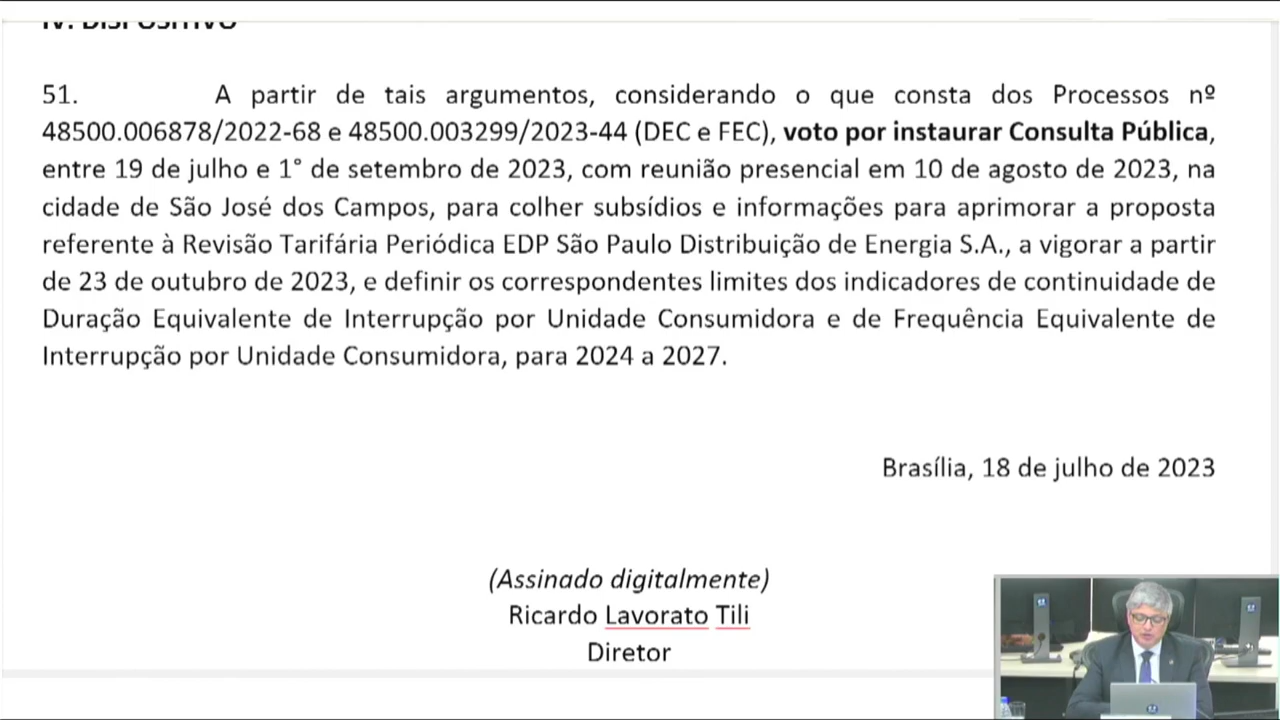 IV. DISPOSITIVO
51. A partir de tais argumentos, considerando o que consta dos Processos nº
48500.006878/2022-68 e 48500.003299/2023-44 (DEC e FEC), voto por instaurar Consulta Pública,
entre 19 de julho e 1° de setembro de 2023, com reunião presencial em 10 de agosto de 2023, na
cidade de São José dos Campos, para colher subsídios e informações para aprimorar a proposta
referente à Revisão Tarifária Periódica EDP São Paulo Distribuição de Energia S.A., a vigorar a partir
de 23 de outubro de 2023, e definir os correspondentes limites dos indicadores de continuidade de
Duração Equivalente de Interrupção por Unidade Consumidora e de Frequência Equivalente de
Interrupção por Unidade Consumidora, para 2024 a 2027.
Brasília, 18 de julho de 2023
(Assinado digitalmente)
Ricardo Lavorato Tili
Diretor